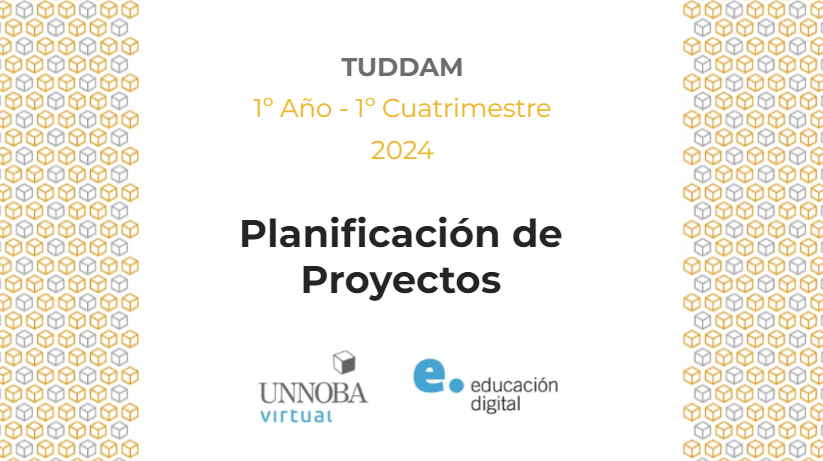 TUDDAM
1º Año - 1º Cuatrimestre
2024
Planificación de
Proyectos
UNNOBA
virtual
e.
educación
digital